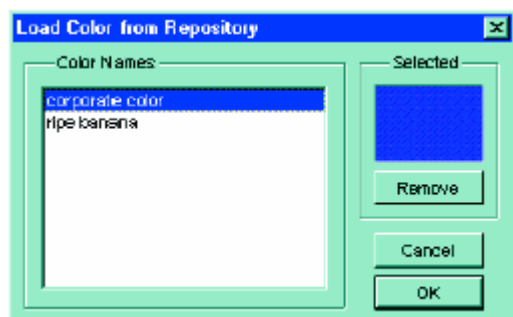 Load Color from Repository
Color Names
Selected
corporate color
ripe banana
Remove
Cancel
OK